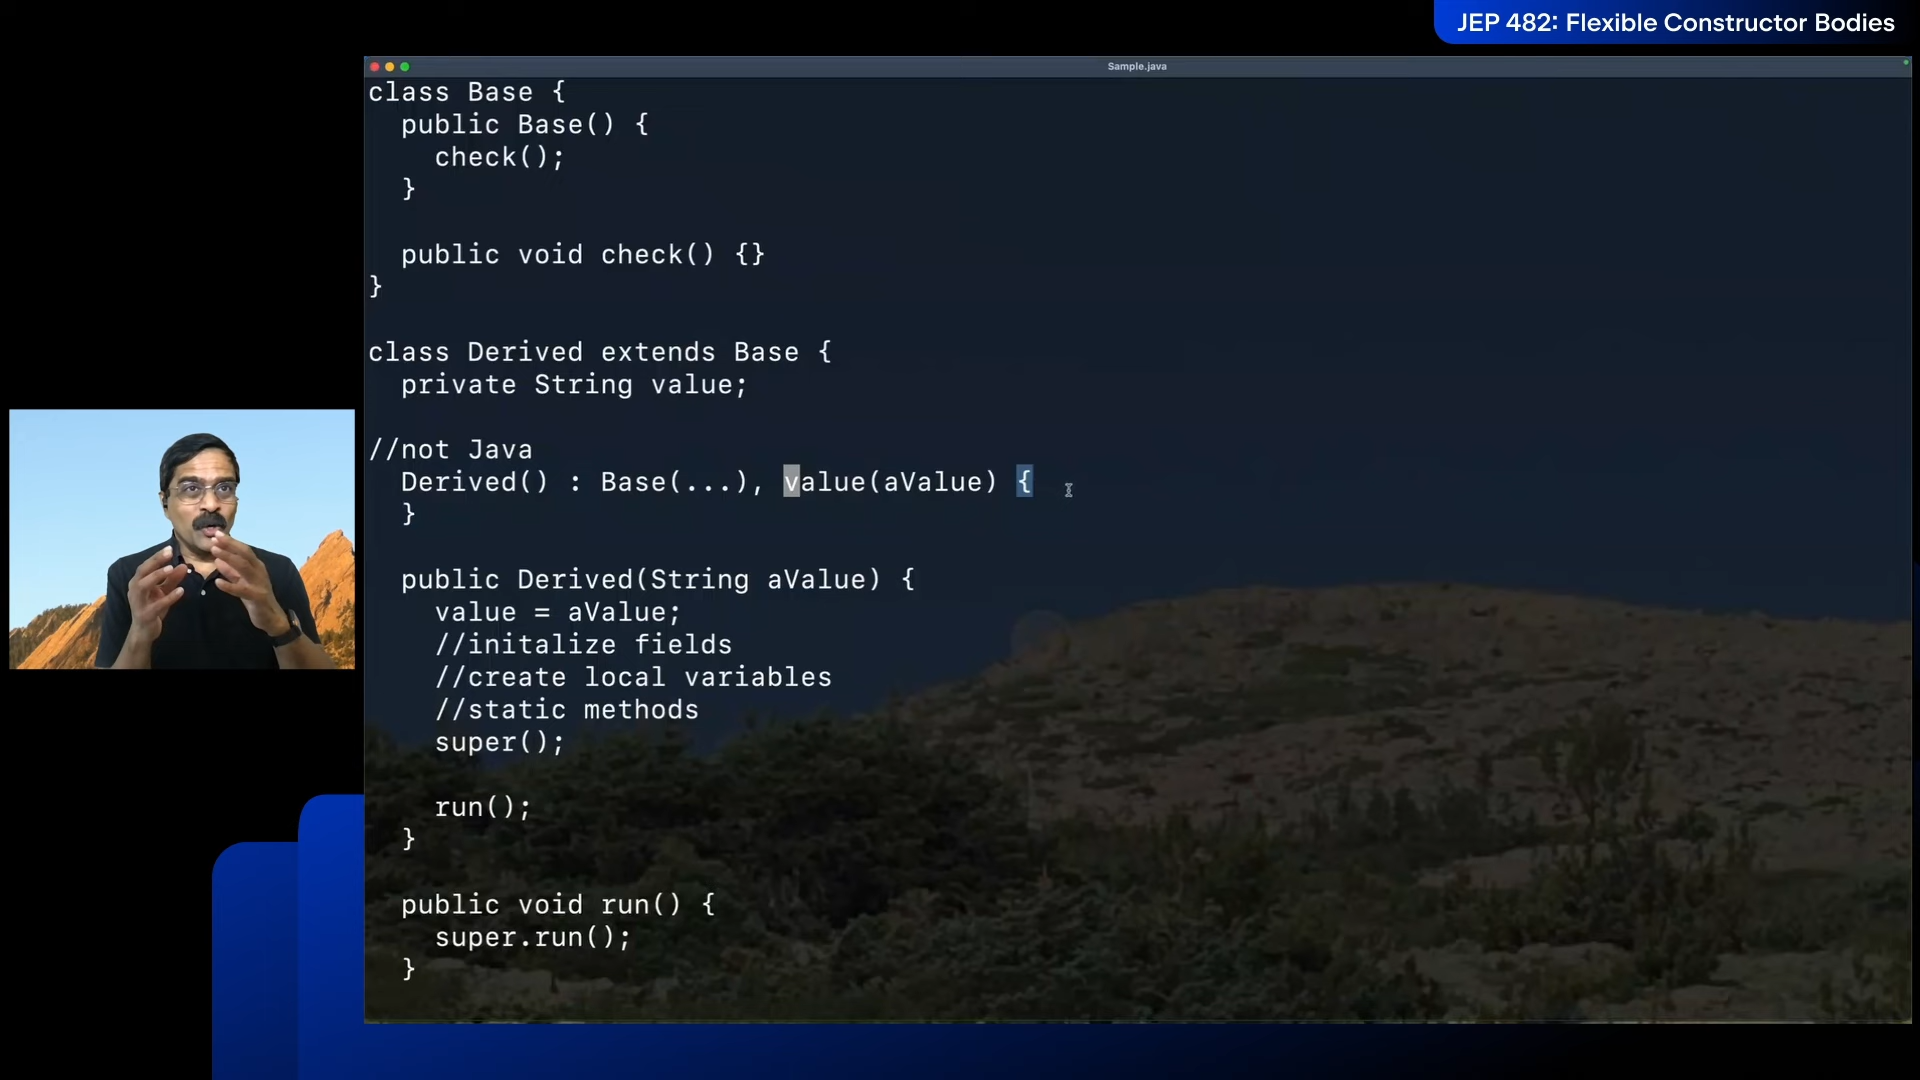 JEP 482: Flexible Constructor Bodies
Sample.java
class Base {
  public Base() {
    check();
  }

  public void check() {}
}

class Derived extends Base {
  private String value;

//not Java
  Derived() : Base(...), value(aValue) {
  }

  public Derived(String aValue) {
    value = aValue;
    //initalize fields
    //create local variables
    //static methods
    super();

    run();
  }

  public void run() {
    super.run();
  }